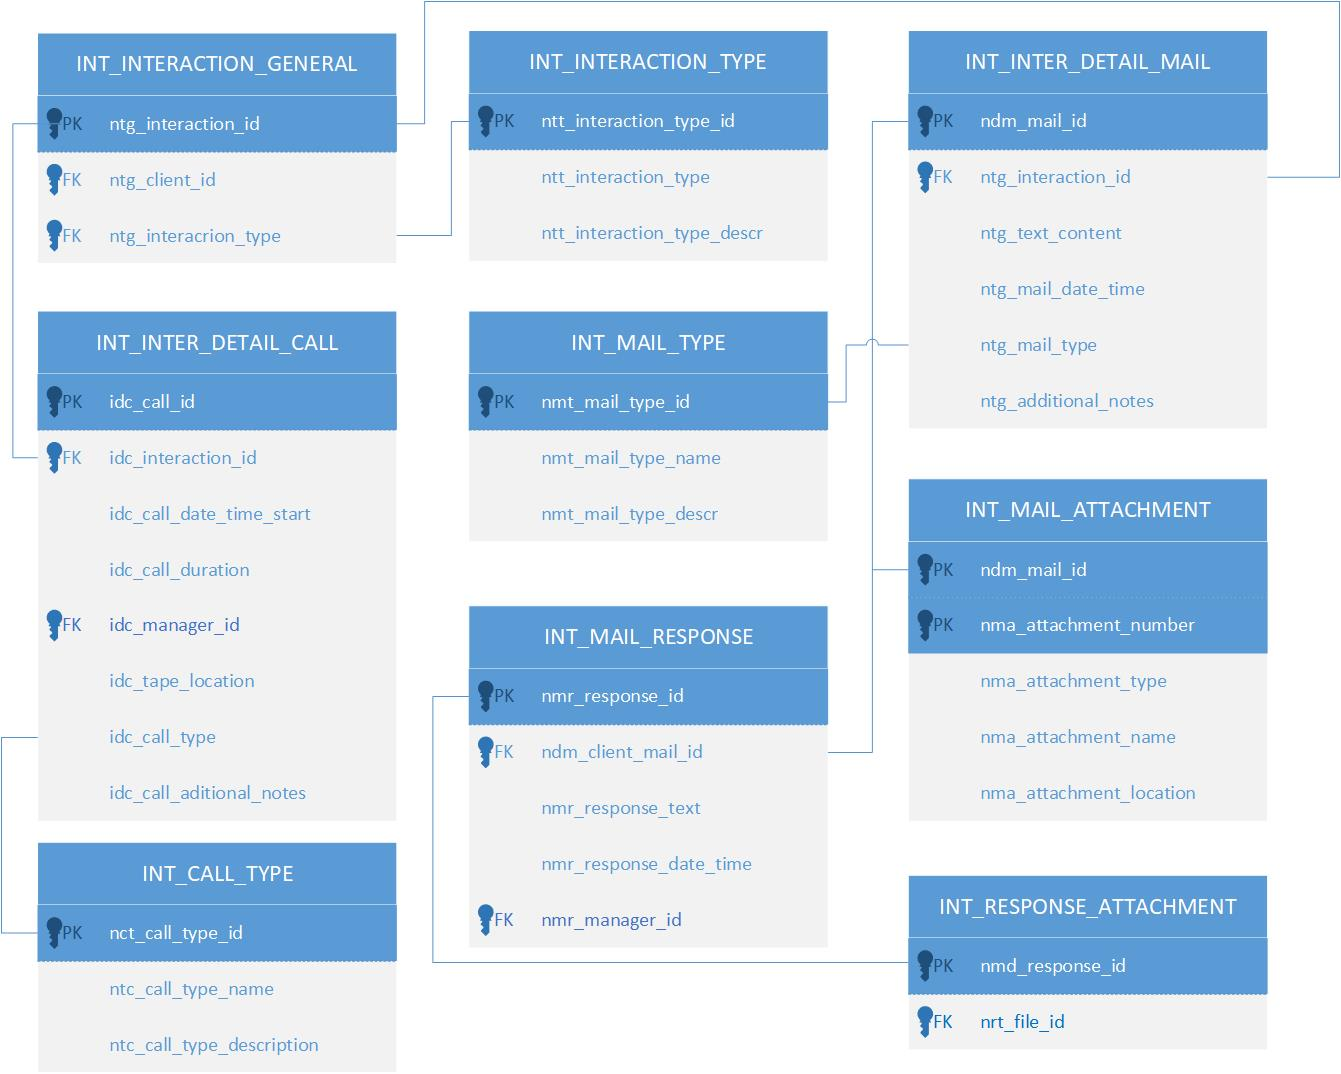 INT_INTERACTION_GENERAL
PK ntg_interaction_id
FK ntg_client_id
FK ntg_interacrion_type
INT_INTERACTION_TYPE
PK ntt_interaction_type_id
ntt_interaction_type
ntt_interaction_type_descr
INT_INTER_DETAIL_MAIL
PK ndm_mail_id
FK ntg_interaction_id
ntg_text_content
ntg_mail_date_time
ntg_mail_type
ntg_additional_notes
INT_INTER_DETAIL_CALL
PK idc_call_id
FK idc_interaction_id
idc_call_date_time_start
idc_call_duration
FK idc_manager_id
idc_tape_location
idc_call_type
idc_call_aditional_notes
INT_MAIL_TYPE
PK nmt_mail_type_id
nmt_mail_type_name
nmt_mail_type_descr
INT_MAIL_ATTACHMENT
PK ndm_mail_id
PK nma_attachment_number
nma_attachment_type
nma_attachment_name
nma_attachment_location
INT_MAIL_RESPONSE
PK nmr_response_id
FK ndm_client_mail_id
nmr_response_text
nmr_response_date_time
FK nmr_manager_id
INT_CALL_TYPE
PK nct_call_type_id
ntc_call_type_name
ntc_call_type_description
INT_RESPONSE_ATTACHMENT
PK nmd_response_id
FK nrt_file_id